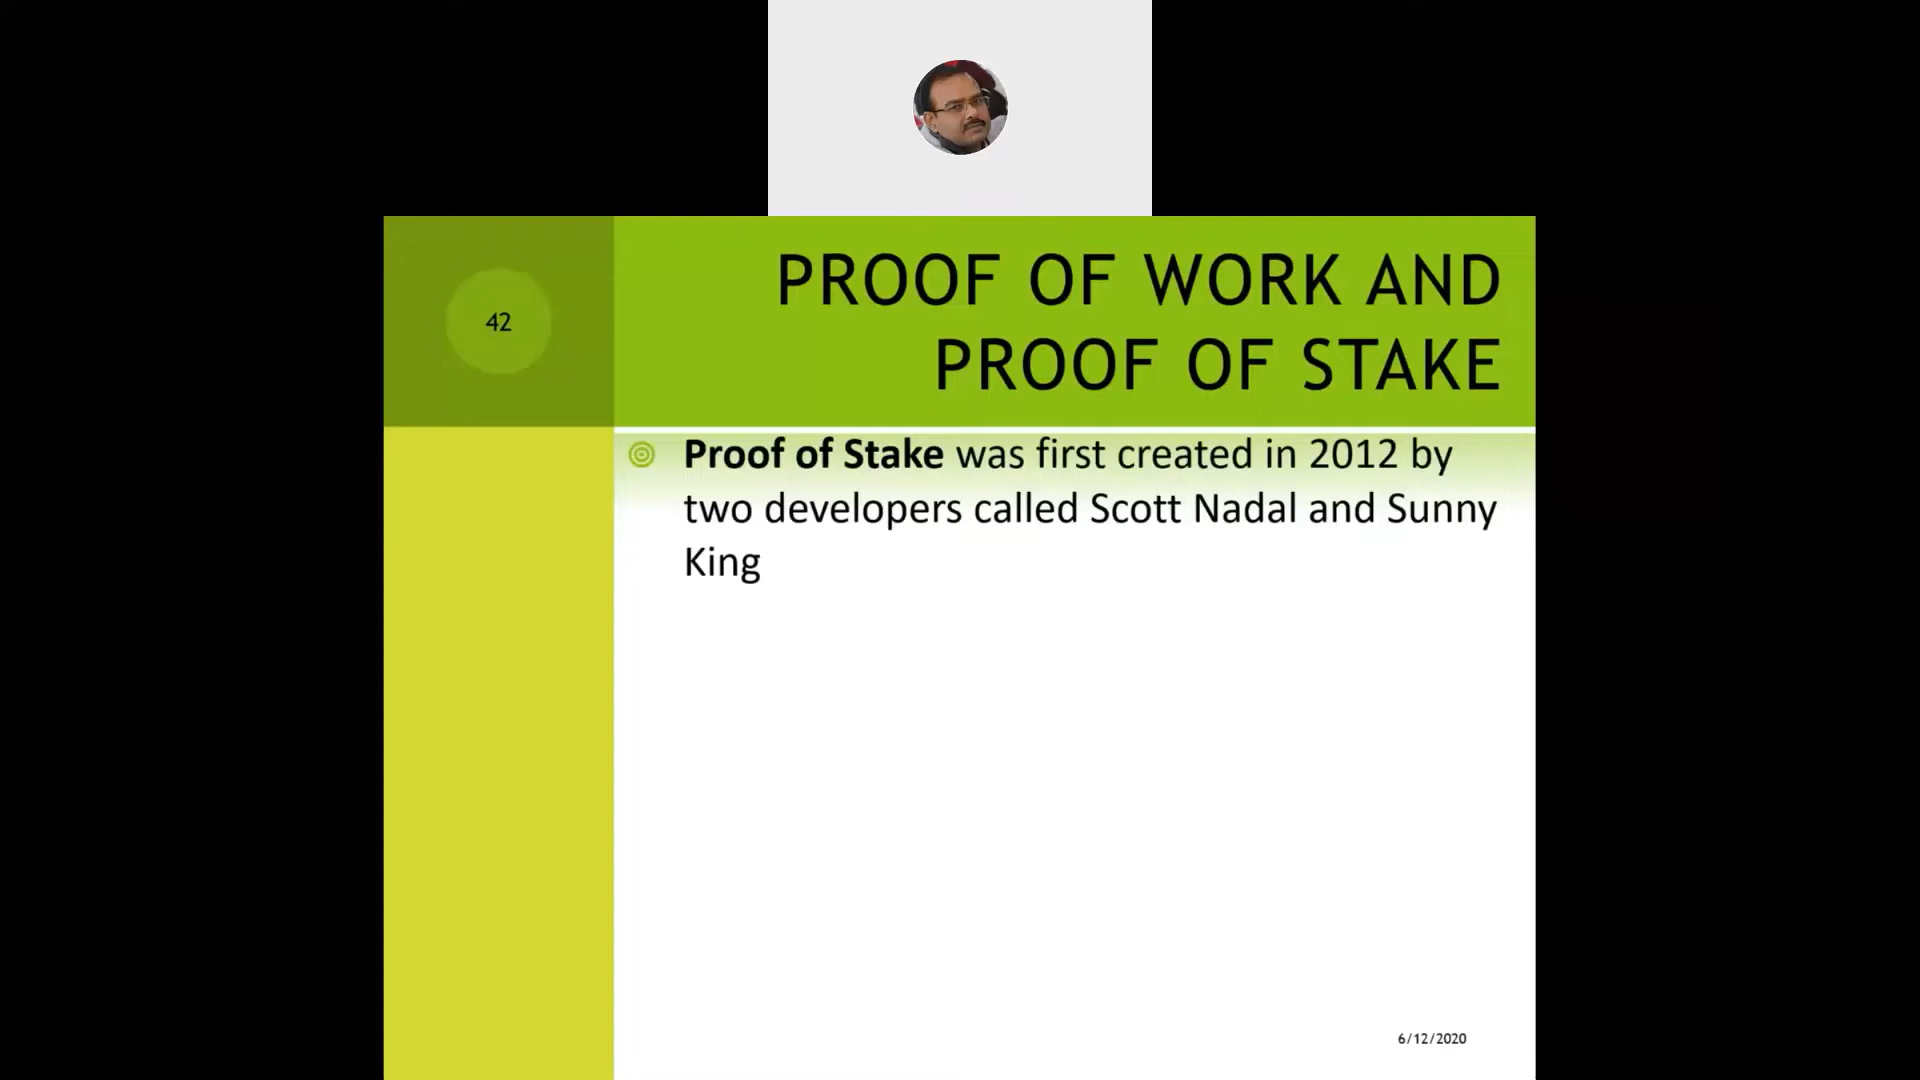 42
PROOF OF WORK AND
PROOF OF STAKE
Proof of Stake was first created in 2012 by
two developers called Scott Nadal and Sunny
King
6/12/2020